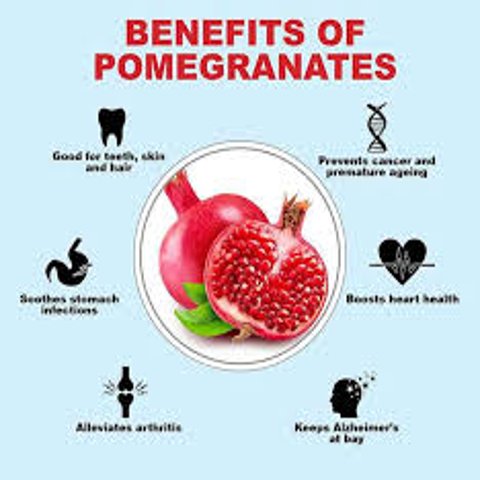 BENEFITS OF
POMEGRANATES
Good for teeth, skin
and hair
Prevents cancer and
premature ageing
Soothes stomach
infections
Boosts heart health
Alleviates arthritis
Keeps Alzheimer's
at bay